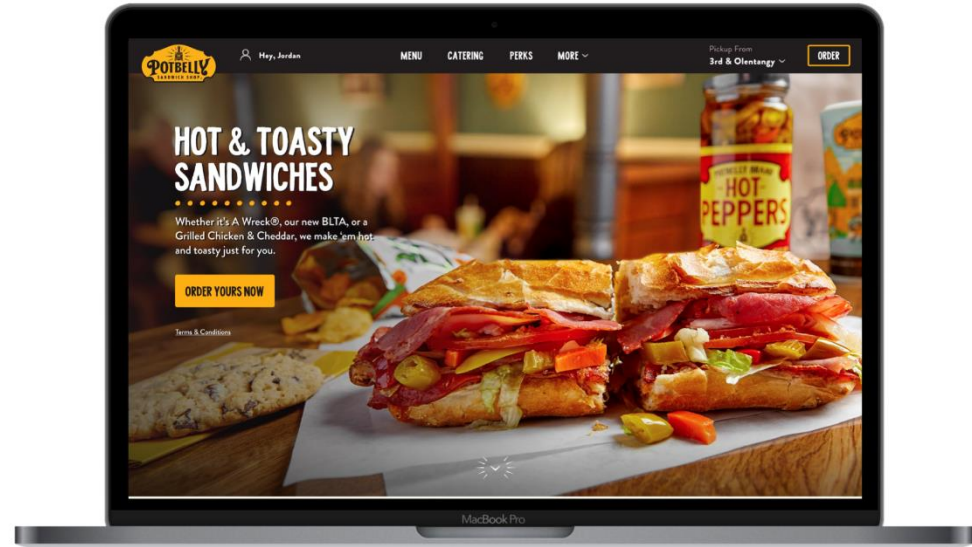 POTBELLY
SANDWICH SHOP
Hey, Jordan
MENU
CATERING
PERKS
MORE
Pickup From
3rd & Olentangy
ORDER
HOT & TOASTY
SANDWICHES
Whether it's A Wreck®, our new BLTA, or a
Grilled Chicken & Cheddar, we make 'em hot
and toasty just for you.
ORDER YOURS NOW
Terms & Conditions
POTBELLY BRAND
HOT
PEPPERS
MacBook Pro